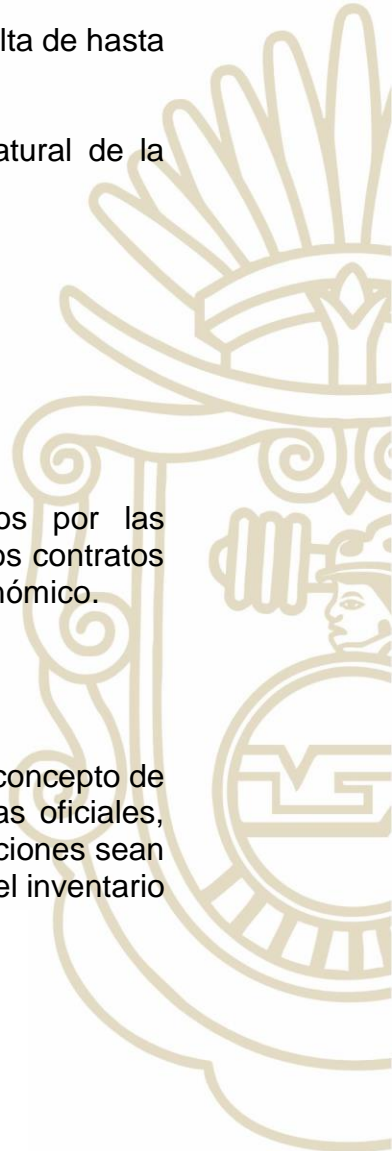 lta de hasta
atural de la
os por las
os contratos
nómico.
concepto de
as oficiales,
ciones sean
el inventario